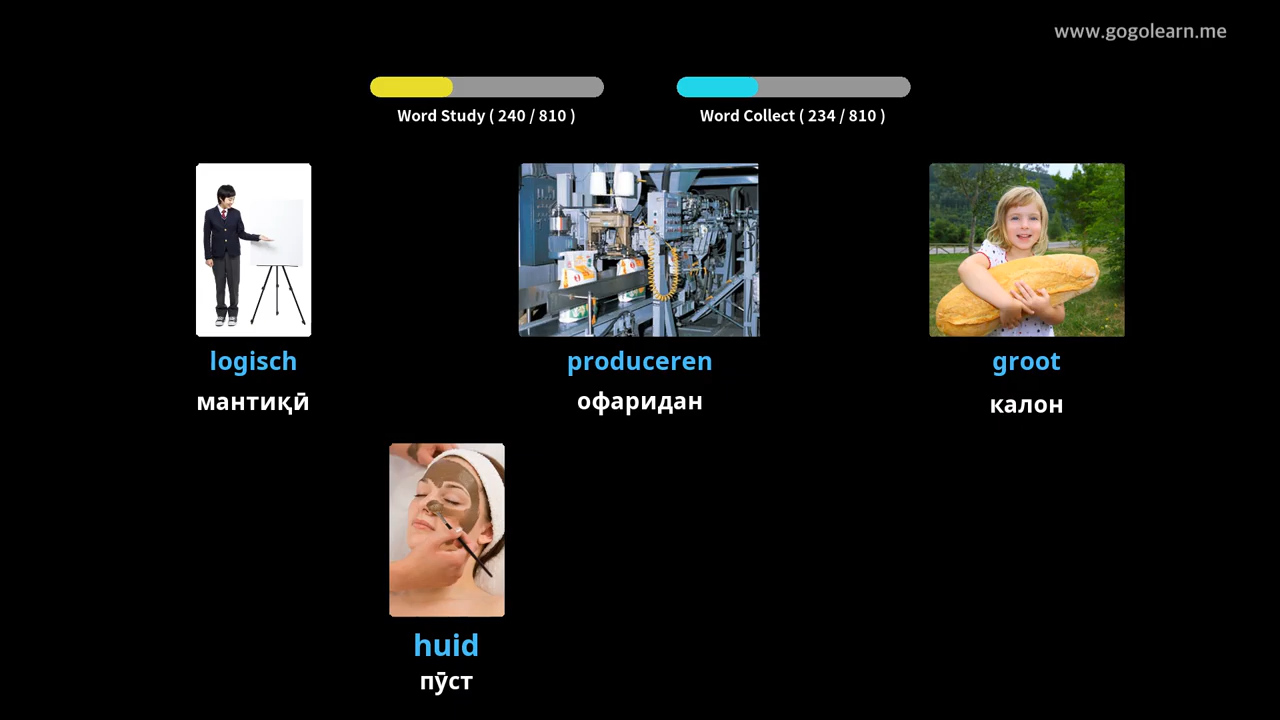 www.gogolearn.me
Word Study ( 240 / 810 )
Word Collect ( 234 / 810 )
logisch
мантиқӣ
produceren
офаридан
groot
калон
huid
пӯст